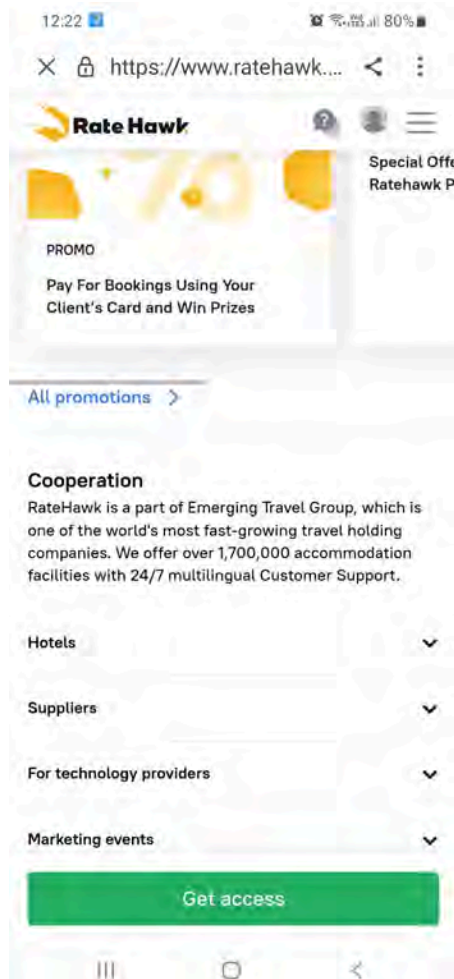 12:22
80%
https://www.ratehawk....
Rate Hawk
Special Offe
Ratehawk P
PROMO
Pay For Bookings Using Your
Client's Card and Win Prizes
All promotions
Cooperation
RateHawk is a part of Emerging Travel Group, which is
one of the world's most fast-growing travel holding
companies. We offer over 1,700,000 accommodation
facilities with 24/7 multilingual Customer Support.
Hotels
Suppliers
For technology providers
Marketing events
Get access